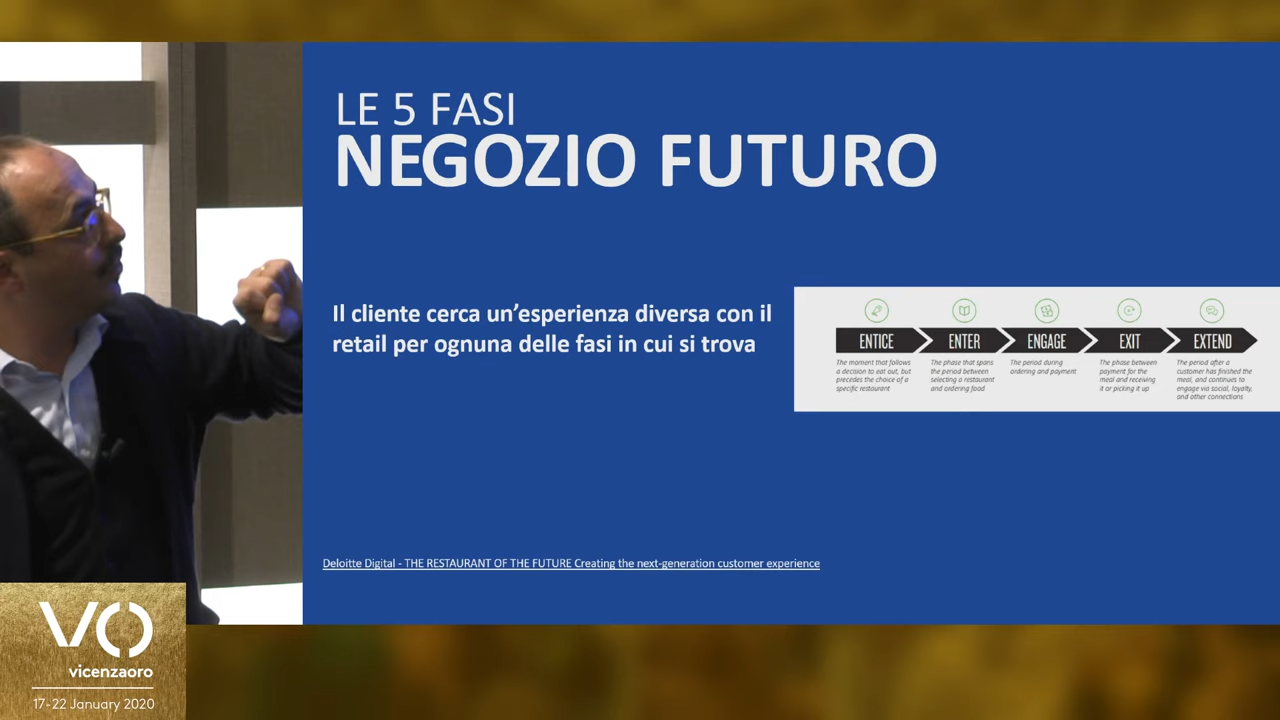 LE 5 FASI
NEGOZIO FUTURO
Il cliente cerca un'esperienza diversa con il
retail per ognuna delle fasi in cui si trova
ENTICE
The moment that follows
a decision to eat out, but
precedes the choice of a
specific restaurant
ENTER
The phase that spans
the period between
selecting a restaurant
and ordering food
ENGAGE
The period during
ordering and payment
EXIT
The phase between
payment for the
meal and receiving
it or picking it up
EXTEND
The period after a
customer has finished the
meal, and continues to
engage via social, loyalty,
and other connections
Deloitte Digital - THE RESTAURANT OF THE FUTURE Creating the next-generation customer experience
VO
vicenzaoro
17-22 January 2020